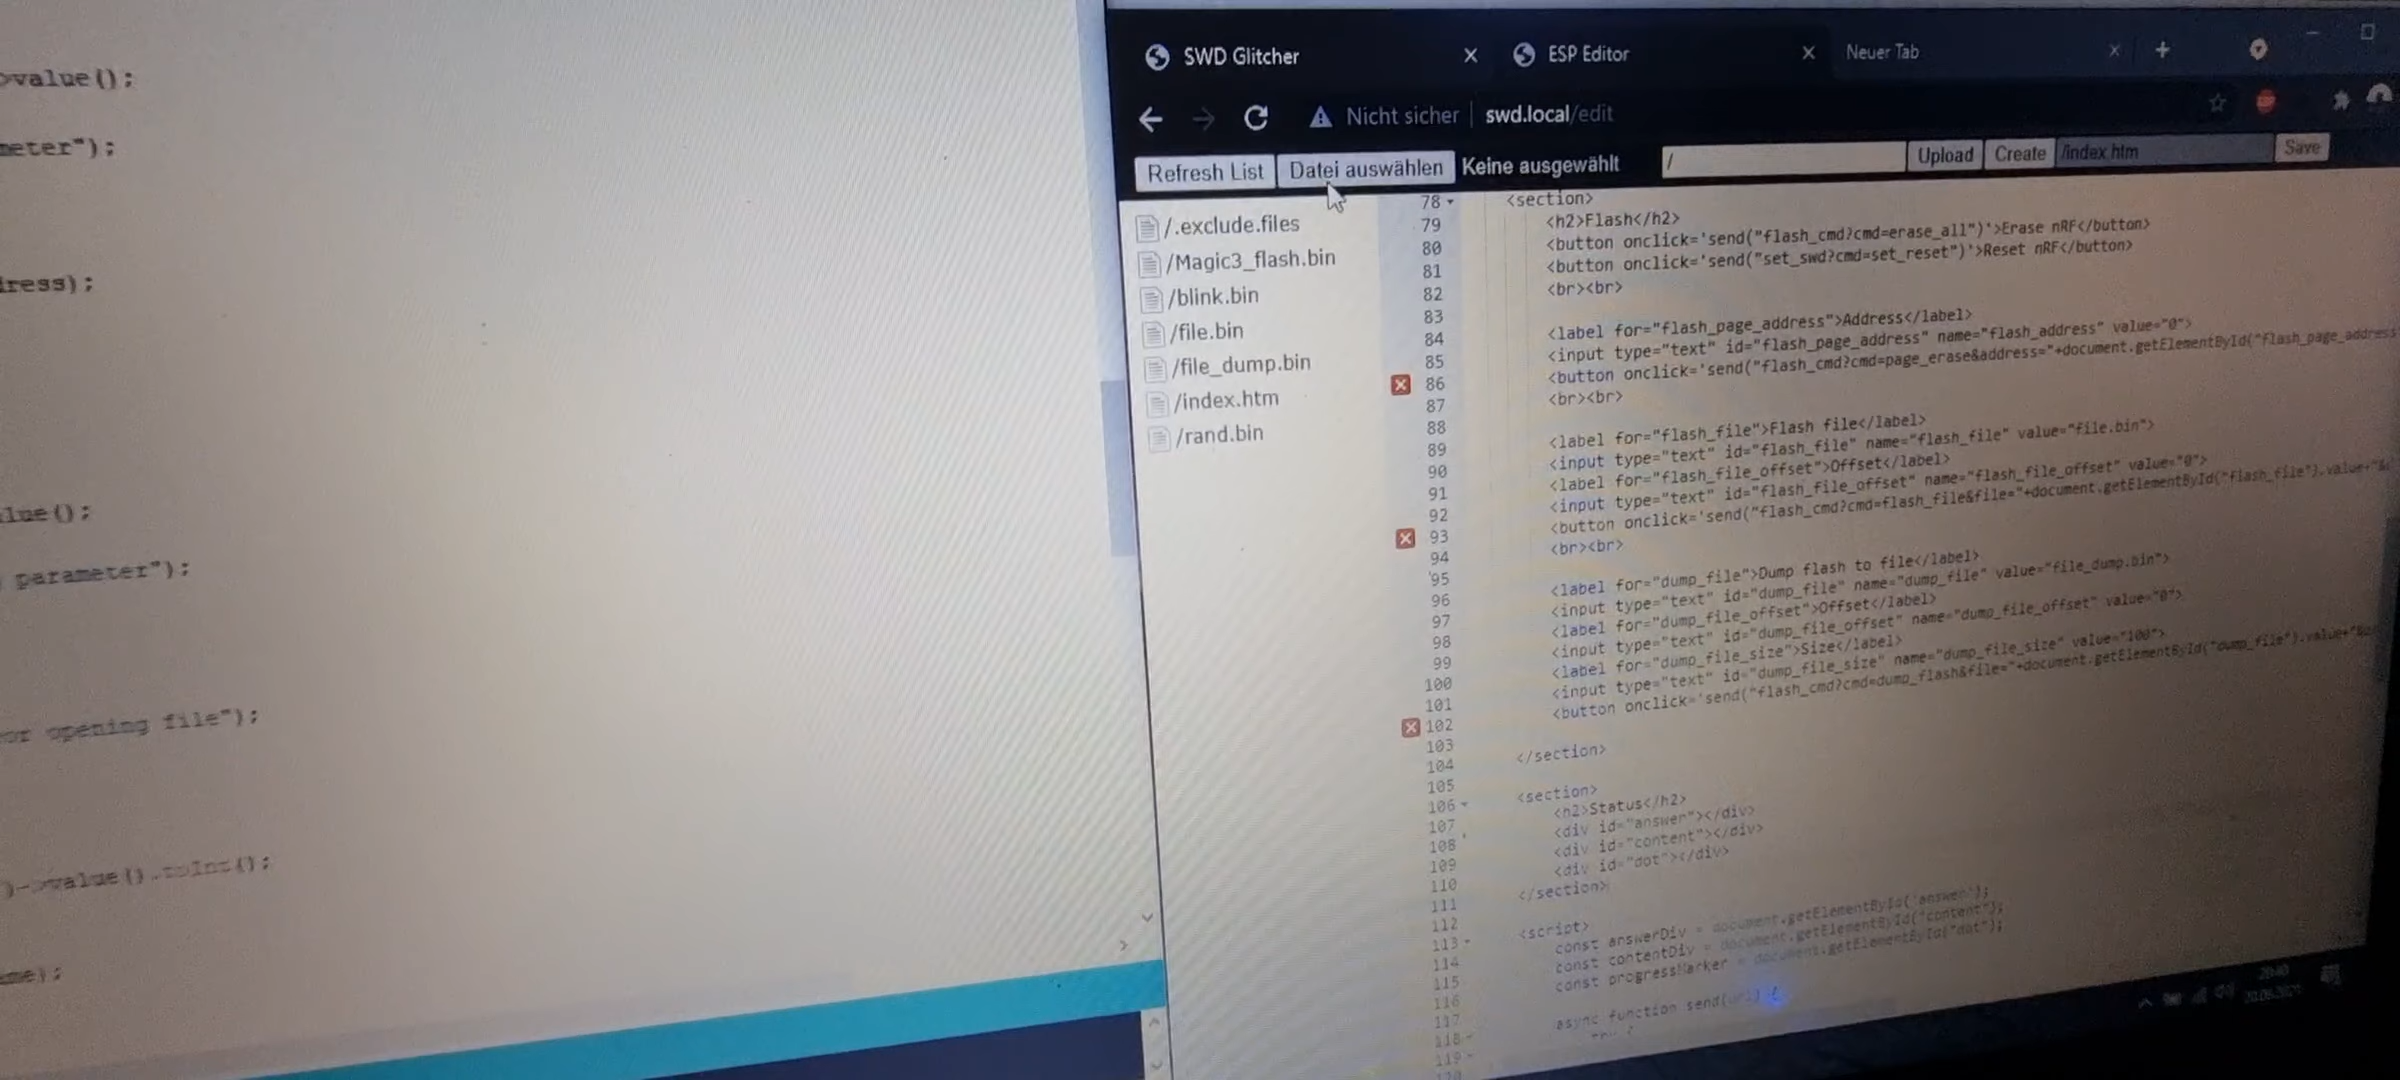 value();
meter");
dress);
lue();
parameter");
or opening file");
)->value().toInt();
ame);
SWD Glitcher
ESP Editor
Neuer Tab
Nicht sicher
swd.local/edit
Refresh List
Datei auswählen
Keine ausgewählt
/
Upload
Create
/index.htm
Save
/.exclude.files
/Magic3_flash.bin
/blink.bin
/file.bin
/file_dump.bin
/index.htm
/rand.bin
78 <section>
79 <h2>Flash</h2>
80 <button onclick='send("flash_cmd?cmd=erase_all")'>Erase nRF</button>
81 <button onclick='send("set_swd?cmd=set_reset")'>Reset nRF</button>
82 <br><br>
83
84 <label for="flash_page_address">Address</label>
85 <input type="text" id="flash_page_address" name="flash_address" value="0">
86 <button onclick='send("flash_cmd?cmd=page_erase&address="+document.getElementById("flash_page_address
87 <br><br>
88
89 <label for="flash_file">Flash file</label>
90 <input type="text" id="flash_file" name="flash_file" value="file.bin">
91 <label for="flash_file_offset">Offset</label>
92 <input type="text" id="flash_file_offset" name="flash_file_offset" value="0">
93 <button onclick='send("flash_cmd?cmd=flash_file&file="+document.getElementById("flash_file").value+"&
94 <br><br>
95
96 <label for="dump_file">Dump flash to file</label>
97 <input type="text" id="dump_file" name="dump_file" value="file_dump.bin">
98 <label for="dump_file_offset">Offset</label>
99 <input type="text" id="dump_file_offset" name="dump_file_offset" value="0">
100 <label for="dump_file_size">Size</label>
101 <input type="text" id="dump_file_size" name="dump_file_size" value="100">
102 <button onclick='send("flash_cmd?cmd=dump_flash&file="+document.getElementById("dump_file").value+"&
103
104 </section>
105
106 <section>
107 <h2>Status</h2>
108 <div id="answer"></div>
109 <div id="content"></div>
110 <div id="dot"></div>
111 </section>
112
113 <script>
114 const answerDiv = document.getElementById('answer');
115 const contentDiv = document.getElementById("content");
116 const progressMarker = document.getElementById("dot");
117
118 async function send(url) {
119
20:40